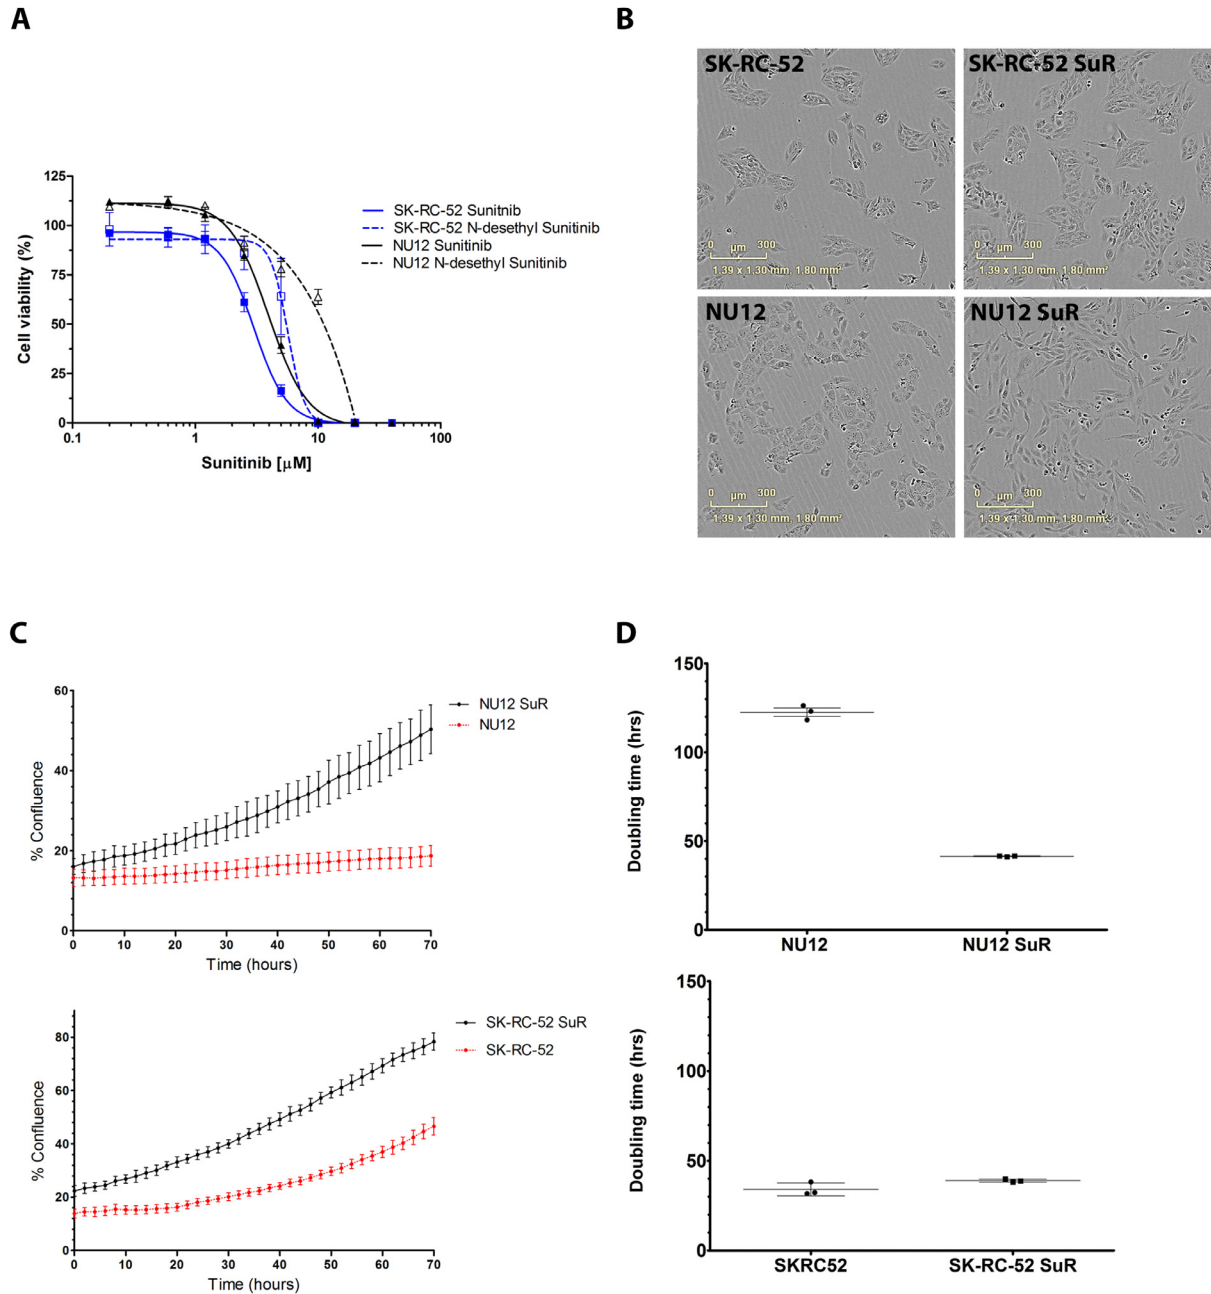 A
125
100
75
50
25
0
0.1
1
10
100
Cell viability (%)
Sunitinib [μM]
SK-RC-52 Sunitnib
SK-RC-52 N-desethyl Sunitinib
NU12 Sunitinib
NU12 N-desethyl Sunitinib
B
SK-RC-52
0 μm 300
1,39 x 1,30 mm, 1,80 mm²
SK-RC-52 SuR
0 μm 300
1,39 x 1,30 mm, 1,80 mm²
NU12
0 μm 300
1,39 x 1,30 mm, 1,80 mm²
NU12 SuR
0 μm 300
1,39 x 1,30 mm, 1,80 mm²
C
60
40
20
0
0 10 20 30 40 50 60 70
% Confluence
Time (hours)
NU12 SuR
NU12
80
60
40
20
0
0 10 20 30 40 50 60 70
% Confluence
Time (hours)
SK-RC-52 SuR
SK-RC-52
D
150
100
50
0
Doubling time (hrs)
NU12
NU12 SuR
150
100
50
0
Doubling time (hrs)
SKRC52
SK-RC-52 SuR